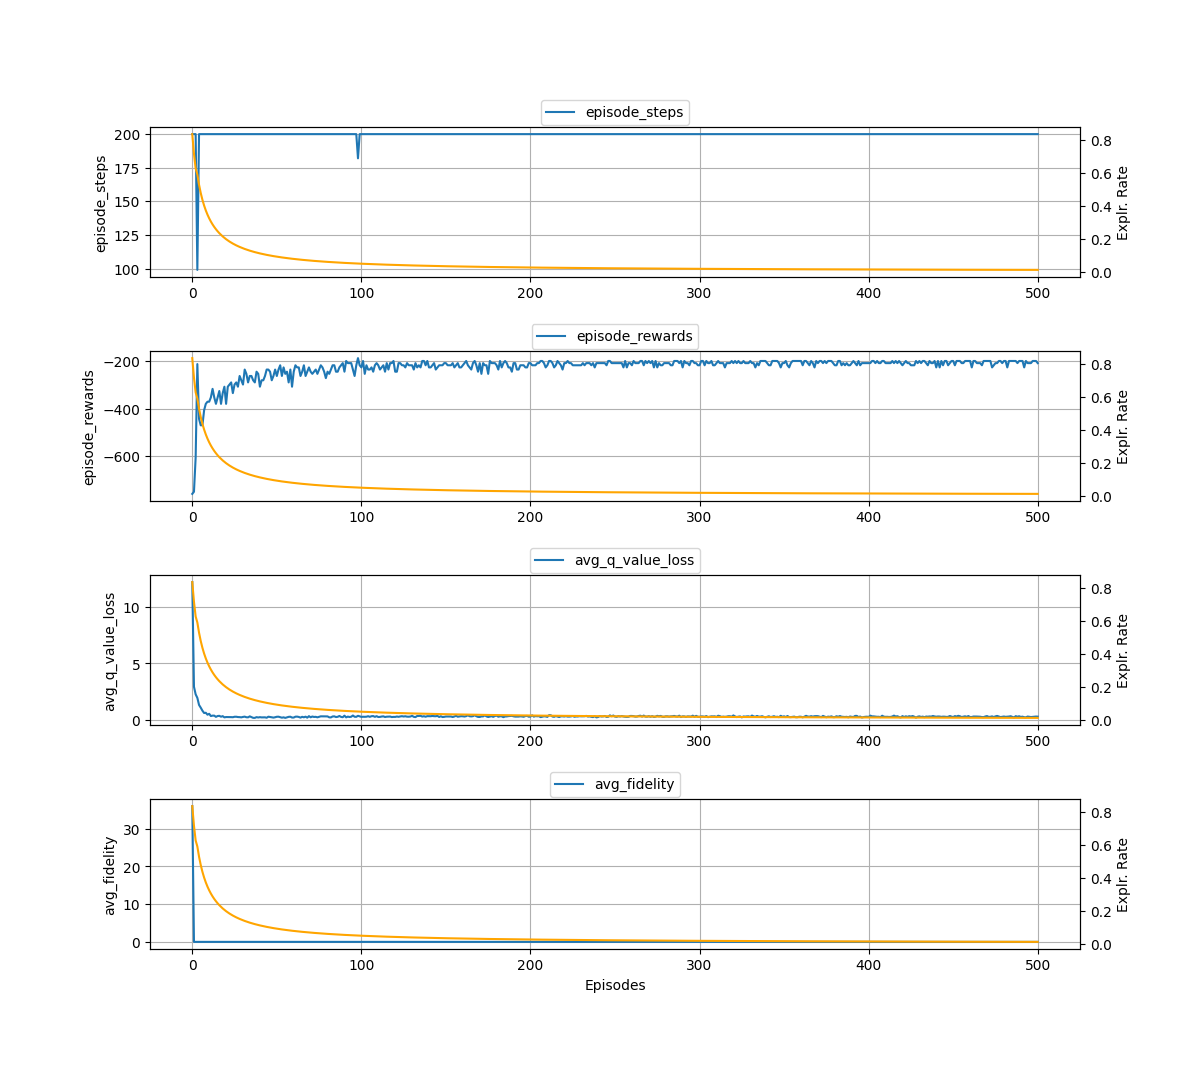 episode_steps
200
175
150
125
100
episode_steps
0.8
0.6
0.4
0.2
0.0
Explr. Rate
0 100 200 300 400 500
episode_rewards
−200
−400
−600
episode_rewards
0.8
0.6
0.4
0.2
0.0
Explr. Rate
0 100 200 300 400 500
avg_q_value_loss
10
5
0
avg_q_value_loss
0.8
0.6
0.4
0.2
0.0
Explr. Rate
0 100 200 300 400 500
avg_fidelity
30
20
10
0
avg_fidelity
0.8
0.6
0.4
0.2
0.0
Explr. Rate
0 100 200 300 400 500
Episodes